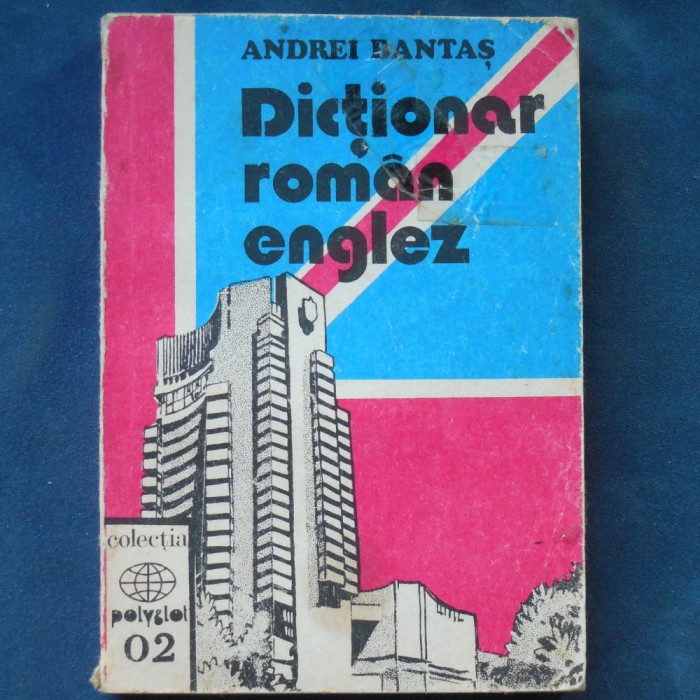 ANDREI BANTAȘ
Dicționar
român
englez
colecția
polyglot
02